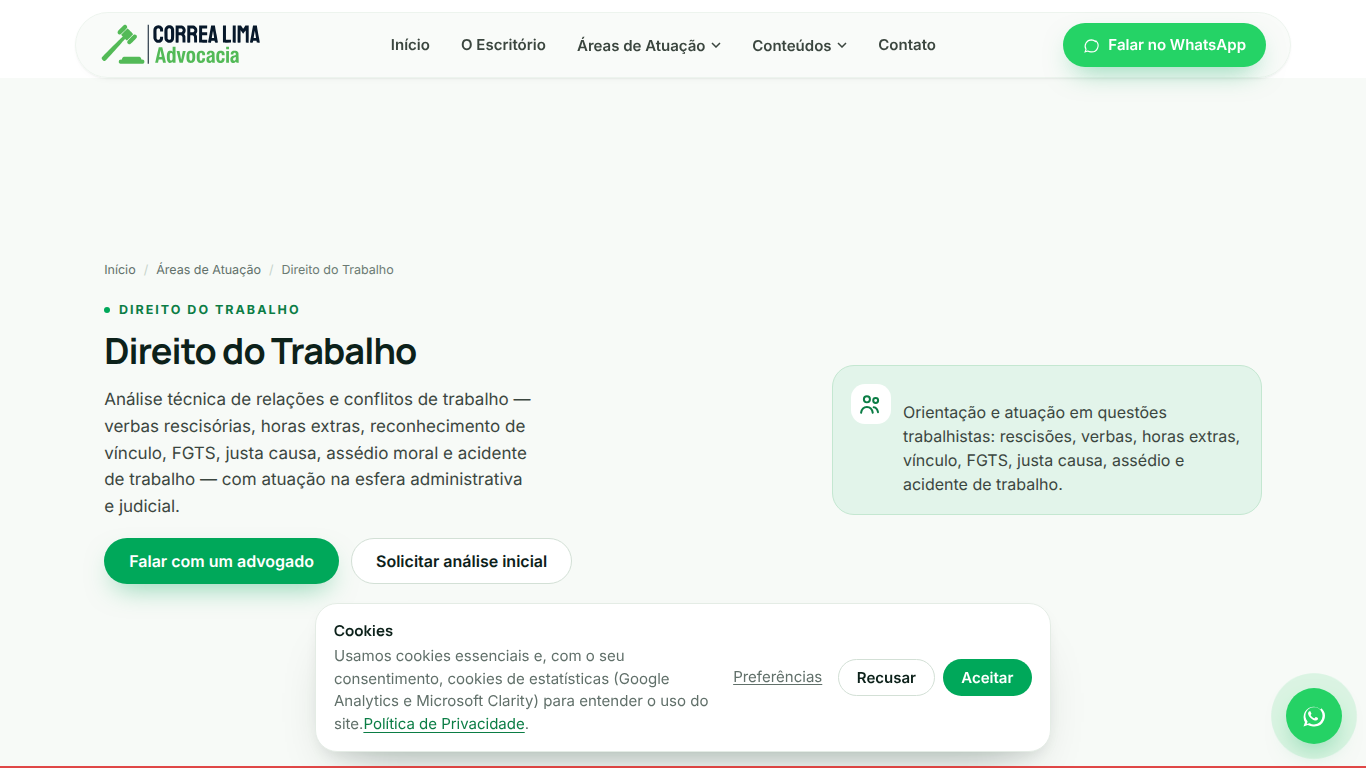 CORREA LIMA
Advocacia
Início
O Escritório
Áreas de Atuação
Conteúdos
Contato
Falar no WhatsApp
Início / Áreas de Atuação / Direito do Trabalho
DIREITO DO TRABALHO
Direito do Trabalho
Análise técnica de relações e conflitos de trabalho —
verbas rescisórias, horas extras, reconhecimento de
vínculo, FGTS, justa causa, assédio moral e acidente
de trabalho — com atuação na esfera administrativa
e judicial.
Falar com um advogado
Solicitar análise inicial
Orientação e atuação em questões
trabalhistas: rescisões, verbas, horas extras,
vínculo, FGTS, justa causa, assédio e
acidente de trabalho.
Cookies
Usamos cookies essenciais e, com o seu
consentimento, cookies de estatísticas (Google
Analytics e Microsoft Clarity) para entender o uso do
site.Política de Privacidade.
Preferências
Recusar
Aceitar